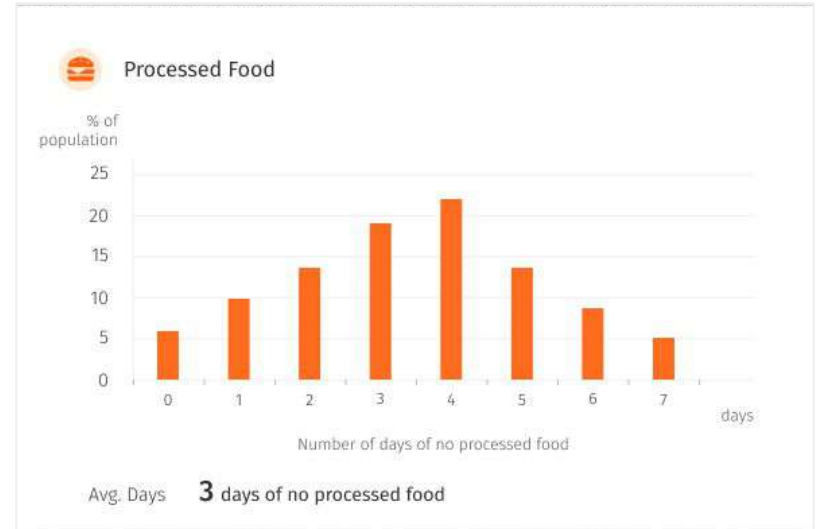 Processed Food
% of
population
25
20
15
10
5
0
0 1 2 3 4 5 6 7
days
Number of days of no processed food
Avg. Days 3 days of no processed food